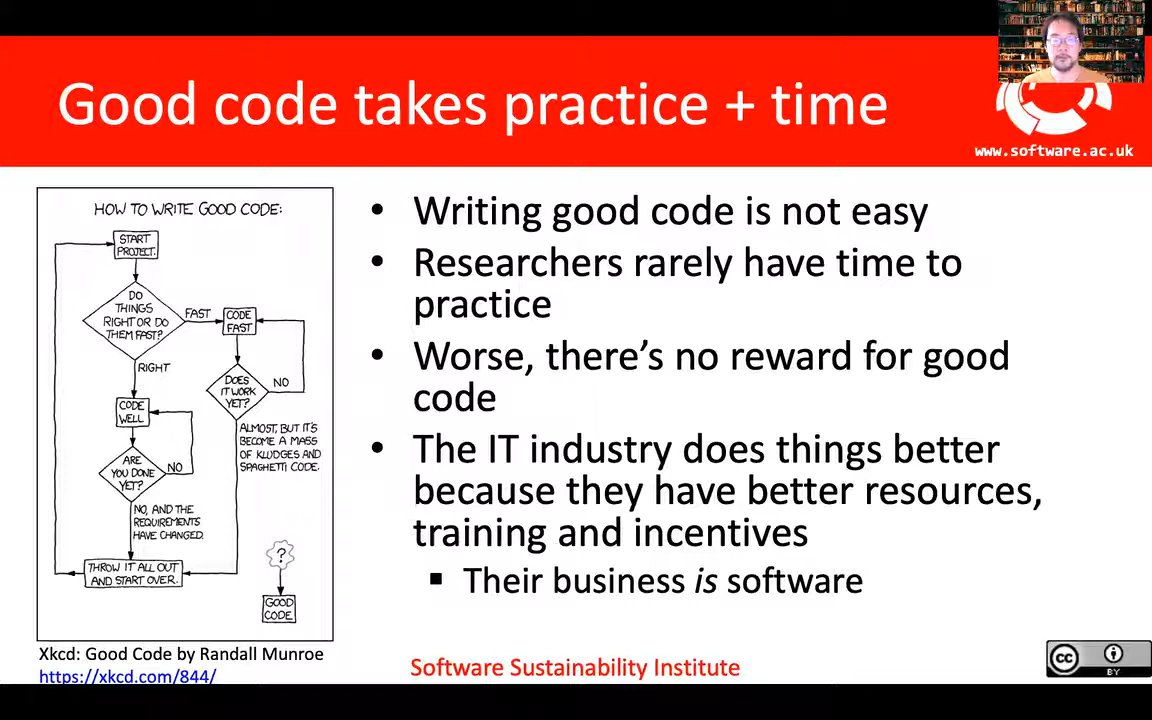 Good code takes practice + time
www.software.ac.uk
HOW TO WRITE GOOD CODE:
START
PROJECT.
DO
THINGS
RIGHT OR DO
THEM FAST?
FAST
CODE
FAST
RIGHT
DOES
IT WORK
YET?
NO
CODE
WELL
ALMOST, BUT IT'S
BECOME A MASS
OF KLUDGES AND
SPAGHETTI CODE.
ARE
YOU DONE
YET?
NO
NO, AND THE
REQUIREMENTS
HAVE CHANGED.
THROW IT ALL OUT
AND START OVER.
?
GOOD
CODE
Xkcd: Good Code by Randall Munroe
https://xkcd.com/844/
• Writing good code is not easy
• Researchers rarely have time to
practice
• Worse, there's no reward for good
code
• The IT industry does things better
because they have better resources,
training and incentives
▪ Their business is software
Software Sustainability Institute
cc
BY